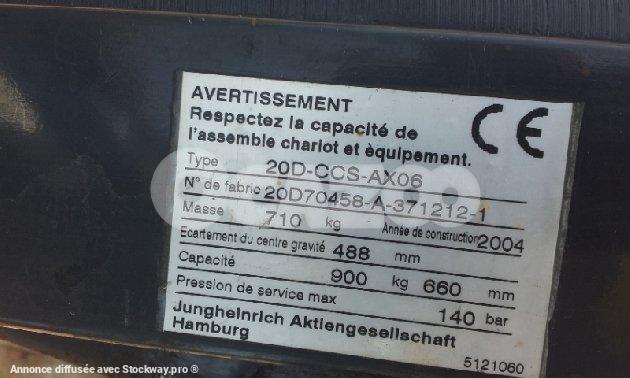 AVERTISSEMENT
Respectez la capacité de
l'assemble chariot et èquipement.
CE
Type 20D-CCS-AX06
N° de fabric 20D70458-A-371212-1
Masse 710 kg Année de construction 2004
Ecartement du centre gravité 488 mm
Capacité 900 kg 660 mm
Pression de service max 140 bar
Jungheinrich Aktiengesellschaft
Hamburg
5121060
Annonce diffusée avec Stockway.pro ®